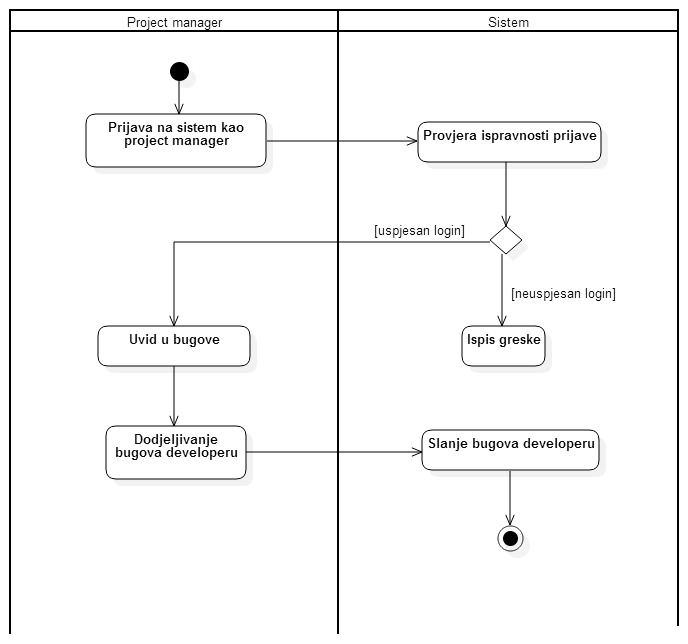 Project manager
Sistem
Prijava na sistem kao
project manager
Provjera ispravnosti prijave
[uspjesan login]
[neuspjesan login]
Uvid u bugove
Ispis greske
Dodjeljivanje
bugova developeru
Slanje bugova developeru